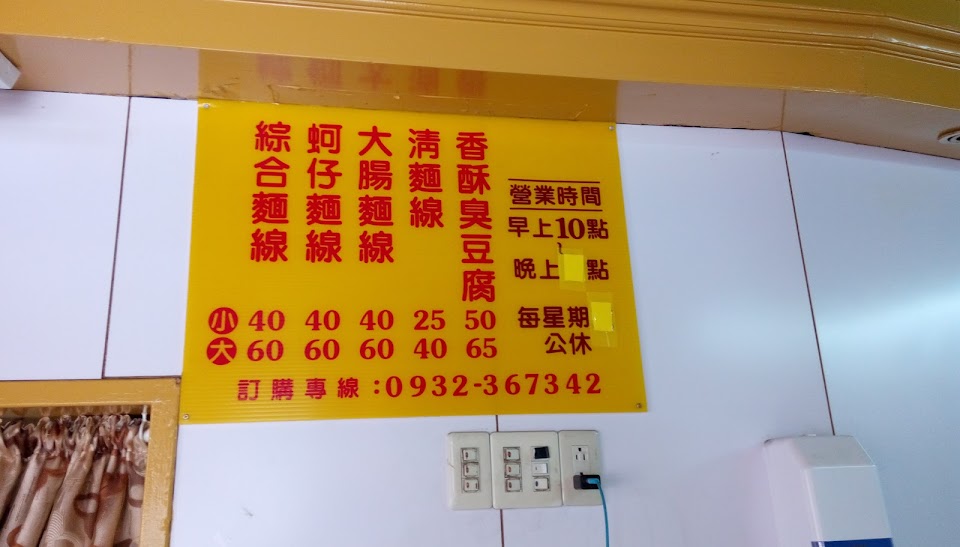 香酥臭豆腐
清麵線
大腸麵線
蚵仔麵線
綜合麵線
小 40 40 40 25 50
大 60 60 60 40 65
營業時間
早上10點
~
晚上 點
每星期
公休
訂購專線:0932-367342